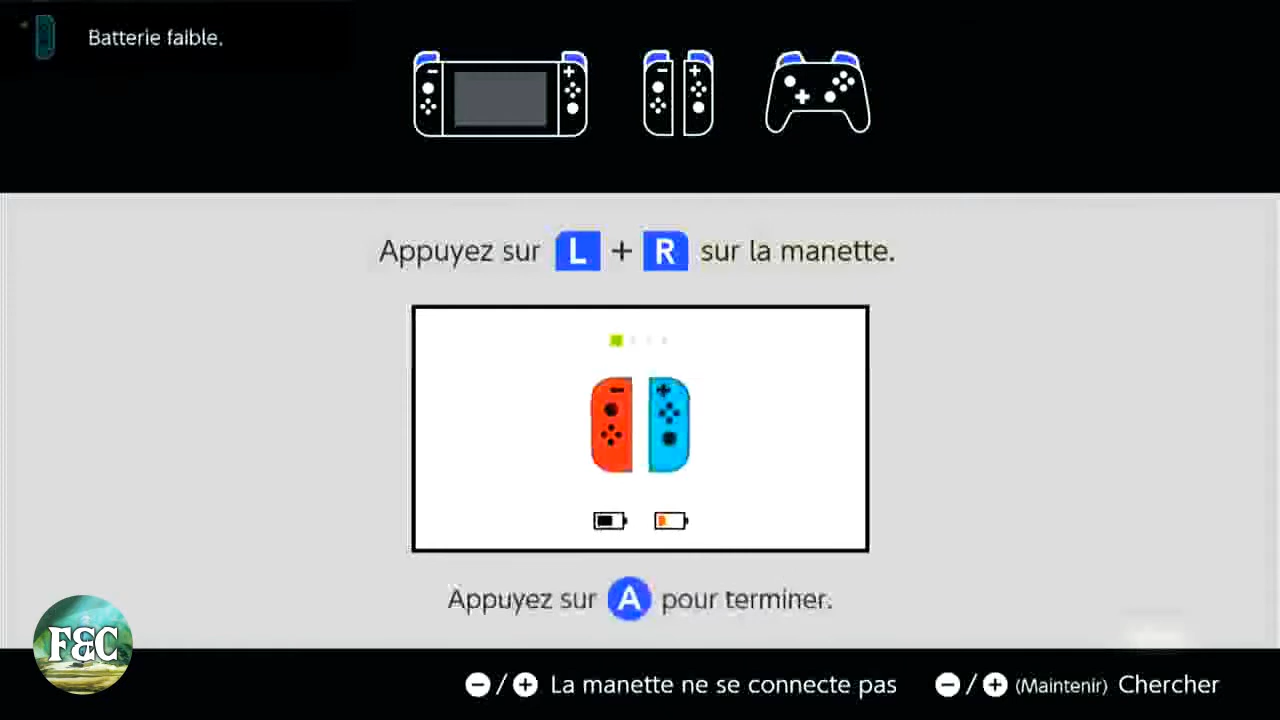 Batterie faible.
Appuyez sur L + R sur la manette.
Appuyez sur A pour terminer.
F&C
−/+ La manette ne se connecte pas −/+ (Maintenir) Chercher